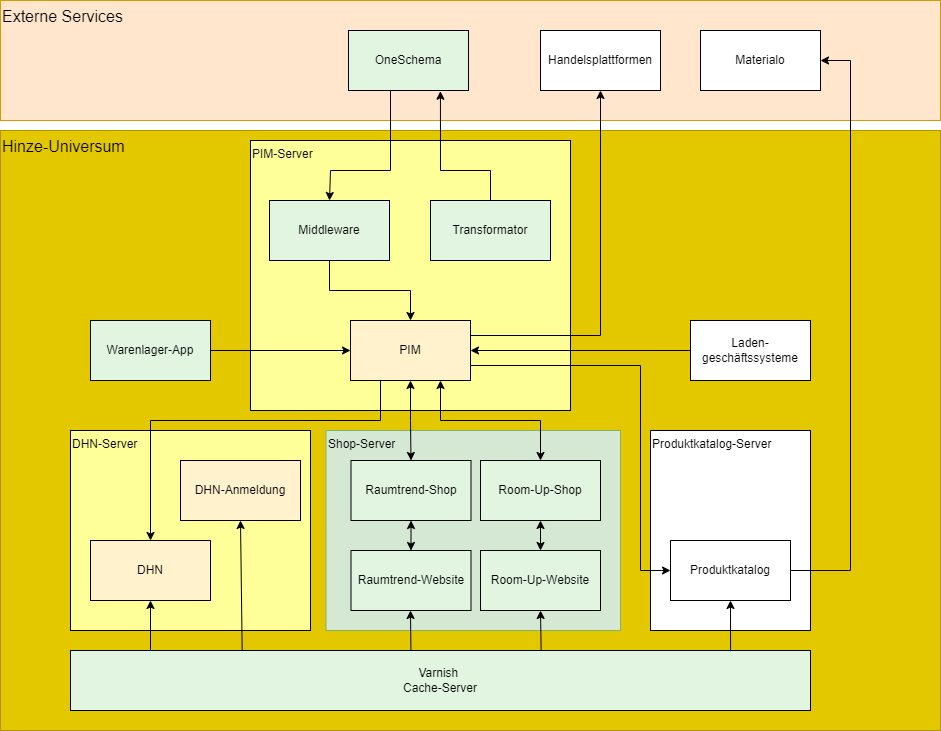 Externe Services
OneSchema
Handelsplattformen
Materialo
Hinze-Universum
PIM-Server
Middleware
Transformator
Warenlager-App
PIM
Laden-
geschäftssysteme
DHN-Server
Shop-Server
Produktkatalog-Server
DHN-Anmeldung
Raumtrend-Shop
Room-Up-Shop
DHN
Raumtrend-Website
Room-Up-Website
Produktkatalog
Varnish
Cache-Server